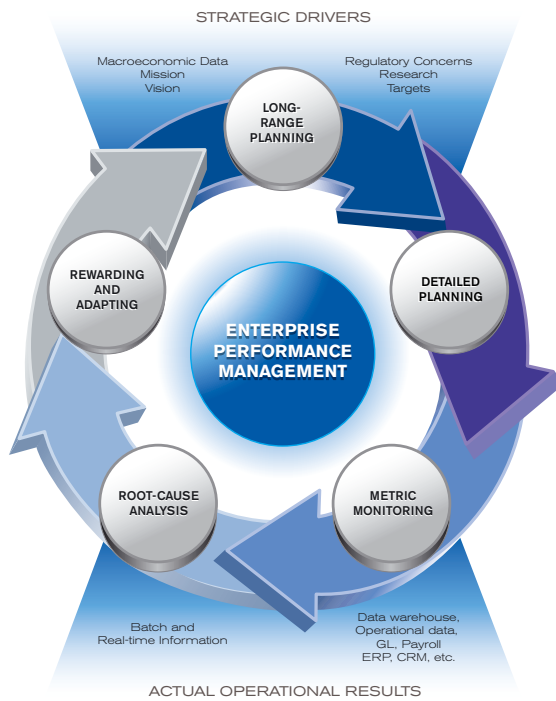 STRATEGIC DRIVERS
Macroeconomic Data
Mission
Vision
Regulatory Concerns
Research
Targets
LONG-
RANGE
PLANNING
REWARDING
AND
ADAPTING
DETAILED
PLANNING
ENTERPRISE
PERFORMANCE
MANAGEMENT
ROOT-CAUSE
ANALYSIS
METRIC
MONITORING
Batch and
Real-time Information
Data warehouse,
Operational data,
GL, Payroll
ERP, CRM, etc.
ACTUAL OPERATIONAL RESULTS